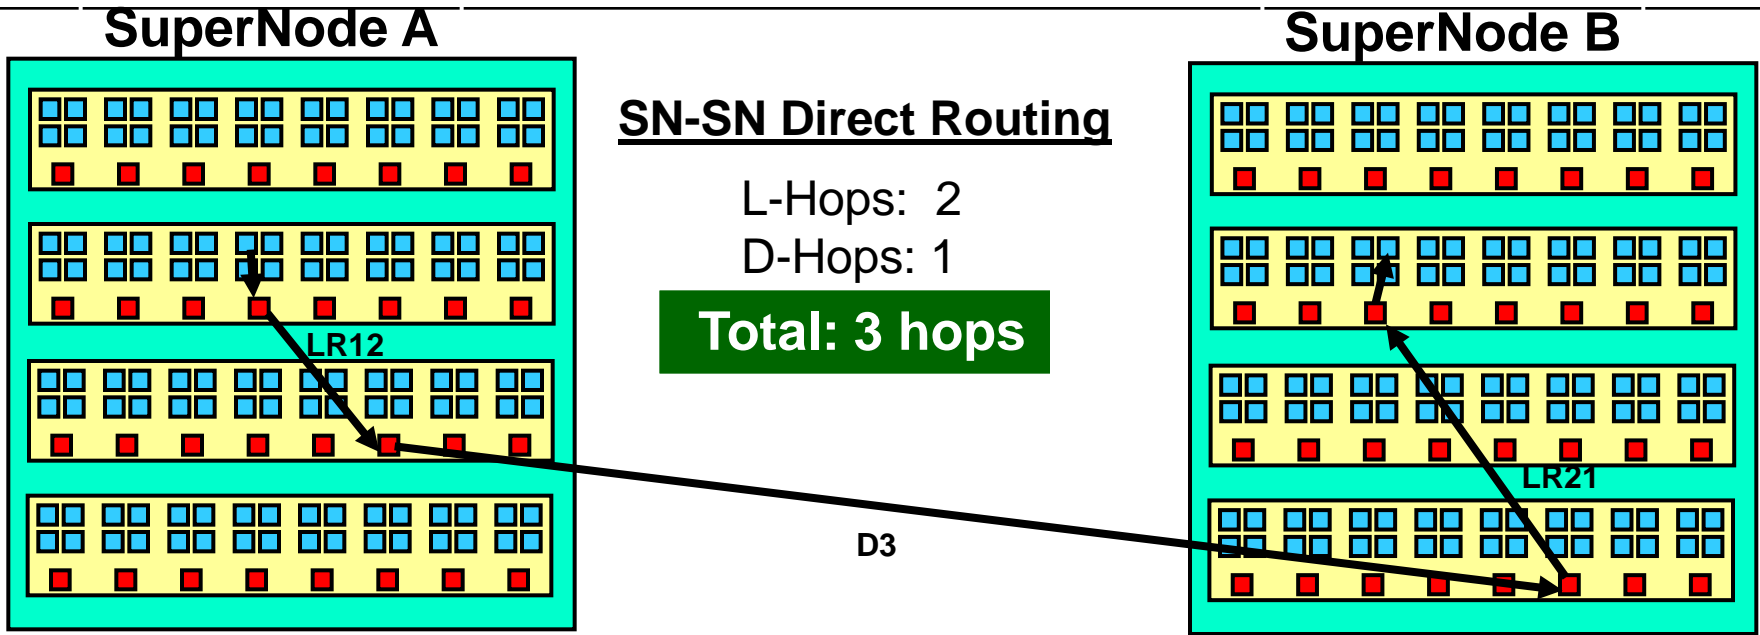 SuperNode A
SuperNode B
SN-SN Direct Routing
L-Hops: 2
D-Hops: 1
Total: 3 hops
LR12
LR21
D3